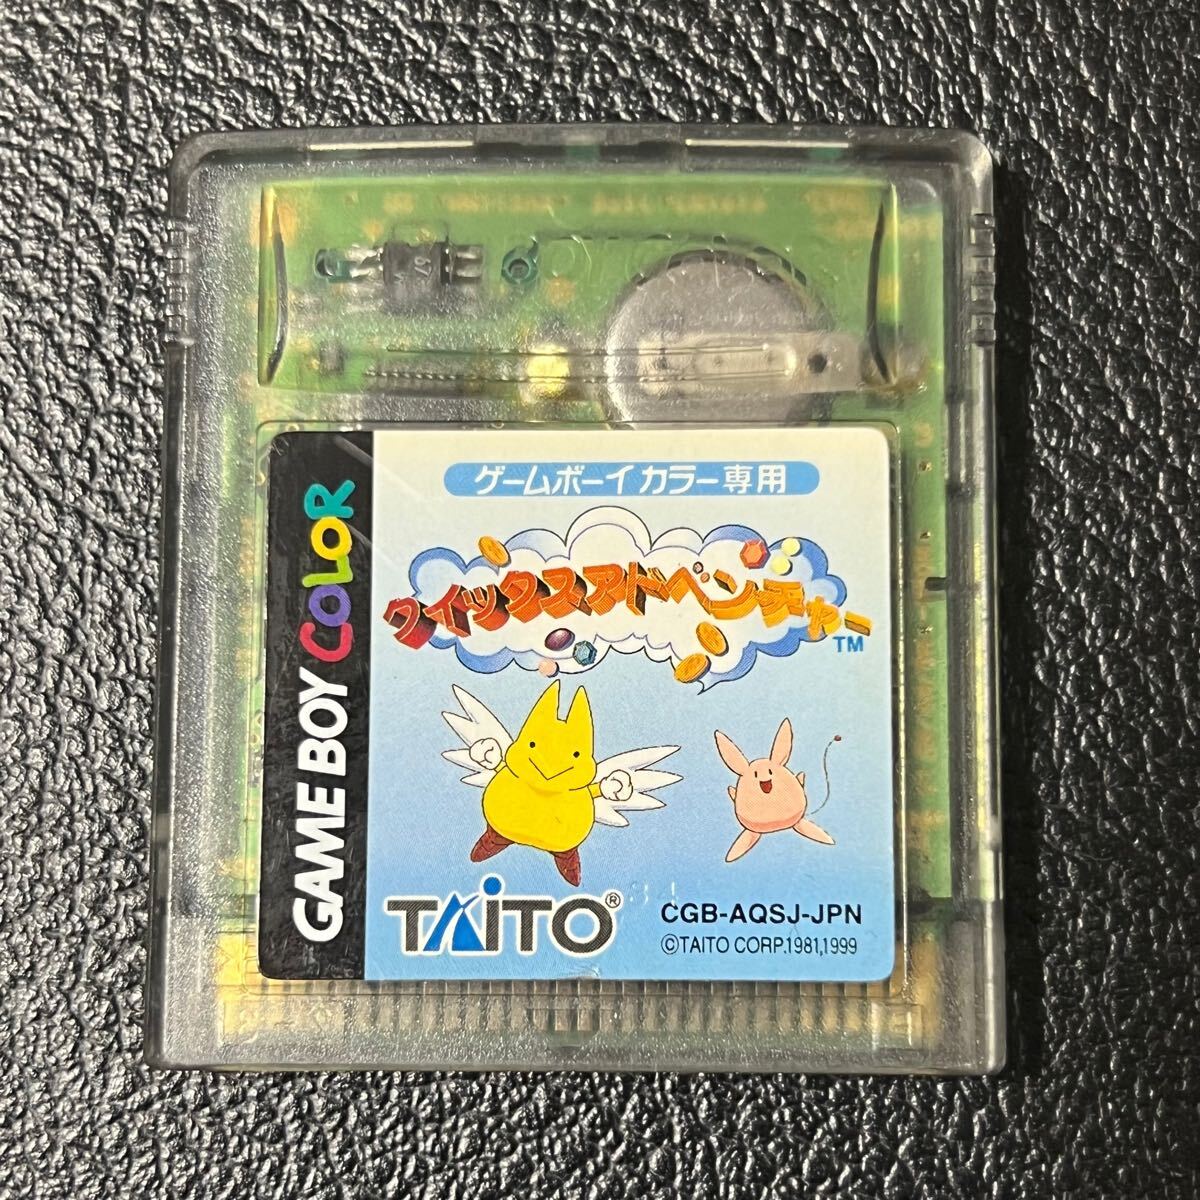 GAME BOY COLOR
ゲームボーイカラー専用
クイックスアドベンチャー
TM
TAITO®
CGB-AQSJ-JPN
©TAITO CORP.1981,1999